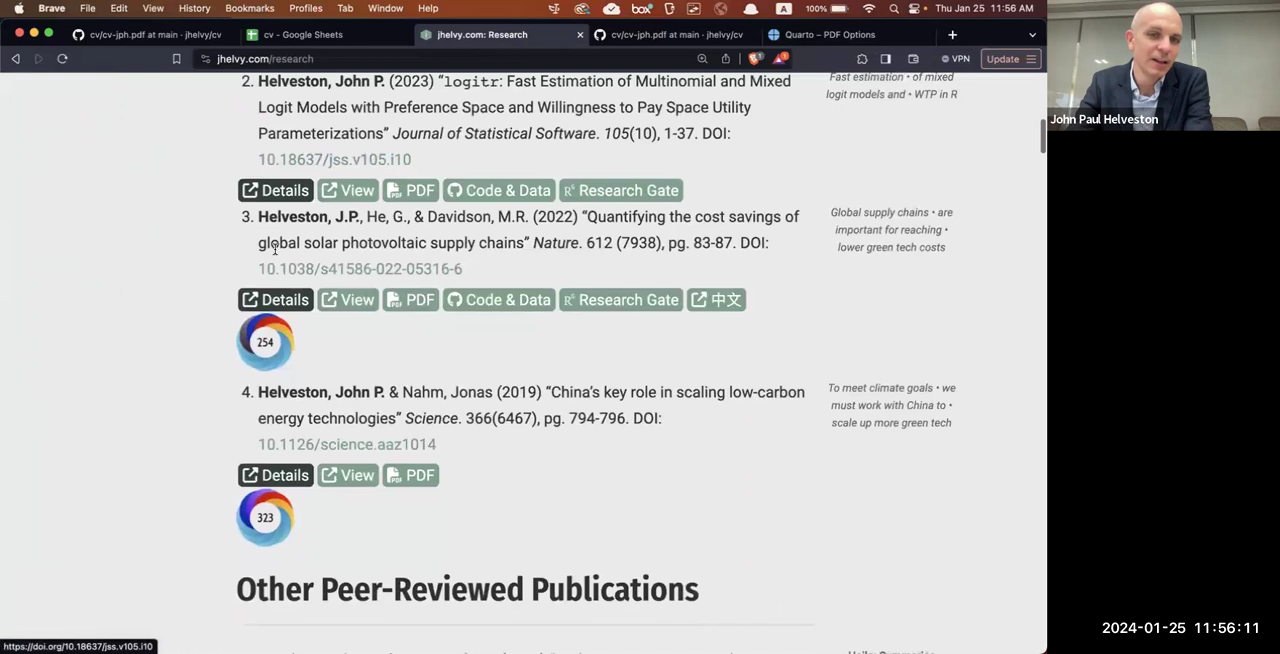 Brave File Edit View History Bookmarks Profiles Tab Window Help
box A 100% Thu Jan 25 11:56 AM
cv/cv-jph.pdf at main · jhelvy/cv
cv - Google Sheets
jhelvy.com: Research
cv/cv-jph.pdf at main · jhelvy/cv
Quarto – PDF Options
jhelvy.com/research
VPN
Update
2. Helveston, John P. (2023) “logitr: Fast Estimation of Multinomial and Mixed
Logit Models with Preference Space and Willingness to Pay Space Utility
Parameterizations” Journal of Statistical Software. 105(10), 1-37. DOI:
10.18637/jss.v105.i10
Fast estimation • of mixed
logit models and • WTP in R
Details View PDF Code & Data Research Gate
3. Helveston, J.P., He, G., & Davidson, M.R. (2022) “Quantifying the cost savings of
global solar photovoltaic supply chains” Nature. 612 (7938), pg. 83-87. DOI:
10.1038/s41586-022-05316-6
Global supply chains • are
important for reaching •
lower green tech costs
Details View PDF Code & Data Research Gate 中文
254
4. Helveston, John P. & Nahm, Jonas (2019) “China’s key role in scaling low-carbon
energy technologies” Science. 366(6467), pg. 794-796. DOI:
10.1126/science.aaz1014
To meet climate goals • we
must work with China to •
scale up more green tech
Details View PDF
323
Other Peer-Reviewed Publications
https://doi.org/10.18637/jss.v105.i10
John Paul Helveston
2024-01-25 11:56:11